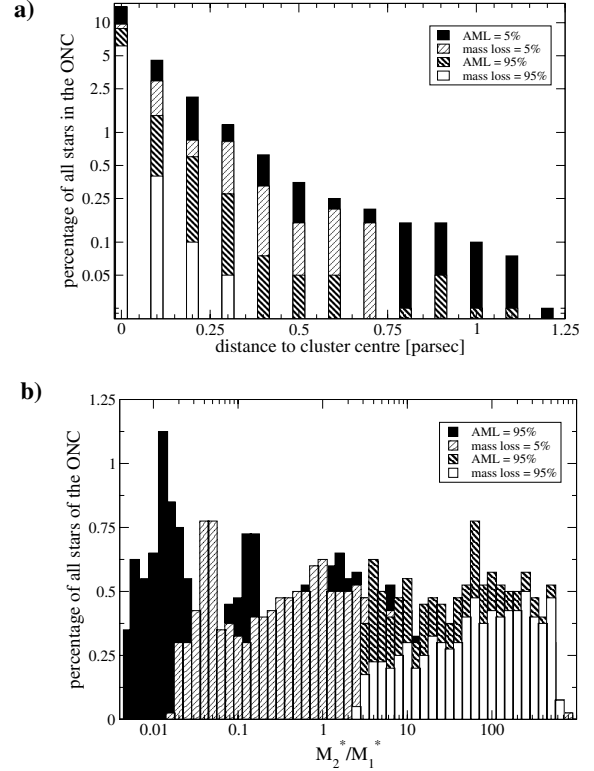 a)
percentage of all stars in the ONC
10
5
2.5
1
0.5
0.25
0.1
0.05
AML = 5%
mass loss = 5%
AML = 95%
mass loss = 95%
0
0.25
0.5
0.75
1
1.25
distance to cluster centre [parsec]
b)
percentage of all stars of the ONC
1.25
1
0.75
0.5
0.25
0
AML = 95%
mass loss = 5%
AML = 95%
mass loss = 95%
0.01
0.1
1
10
100
M2*/M1*